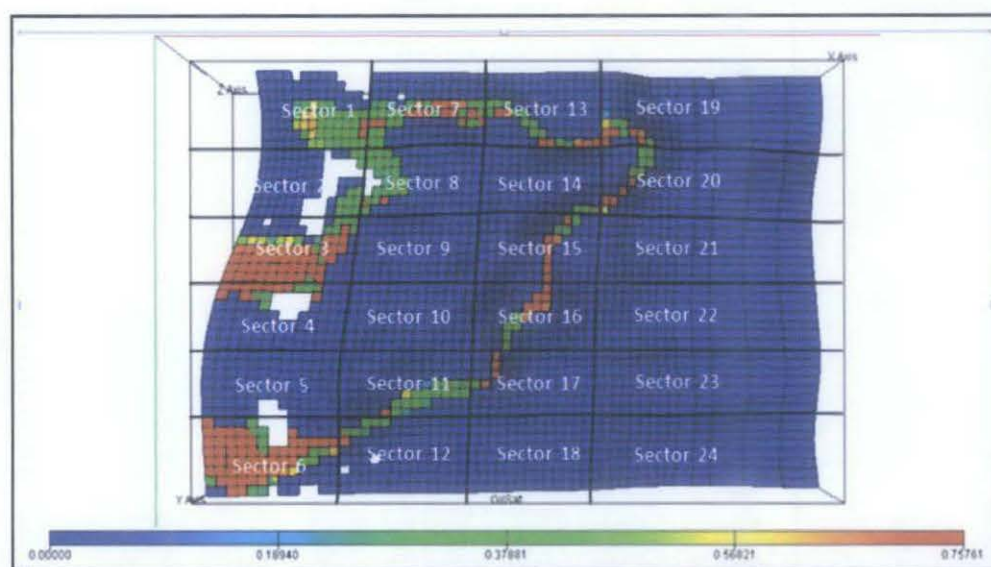 X Axis
Z Axis
Sector 1 Sector 7 Sector 13 Sector 19
Sector 2 Sector 8 Sector 14 Sector 20
Sector 3 Sector 9 Sector 15 Sector 21
Sector 4 Sector 10 Sector 16 Sector 22
Sector 5 Sector 11 Sector 17 Sector 23
Sector 6 Sector 12 Sector 18 Sector 24
Y Axis OilSat
0.00000 0.18940 0.37881 0.56821 0.75761